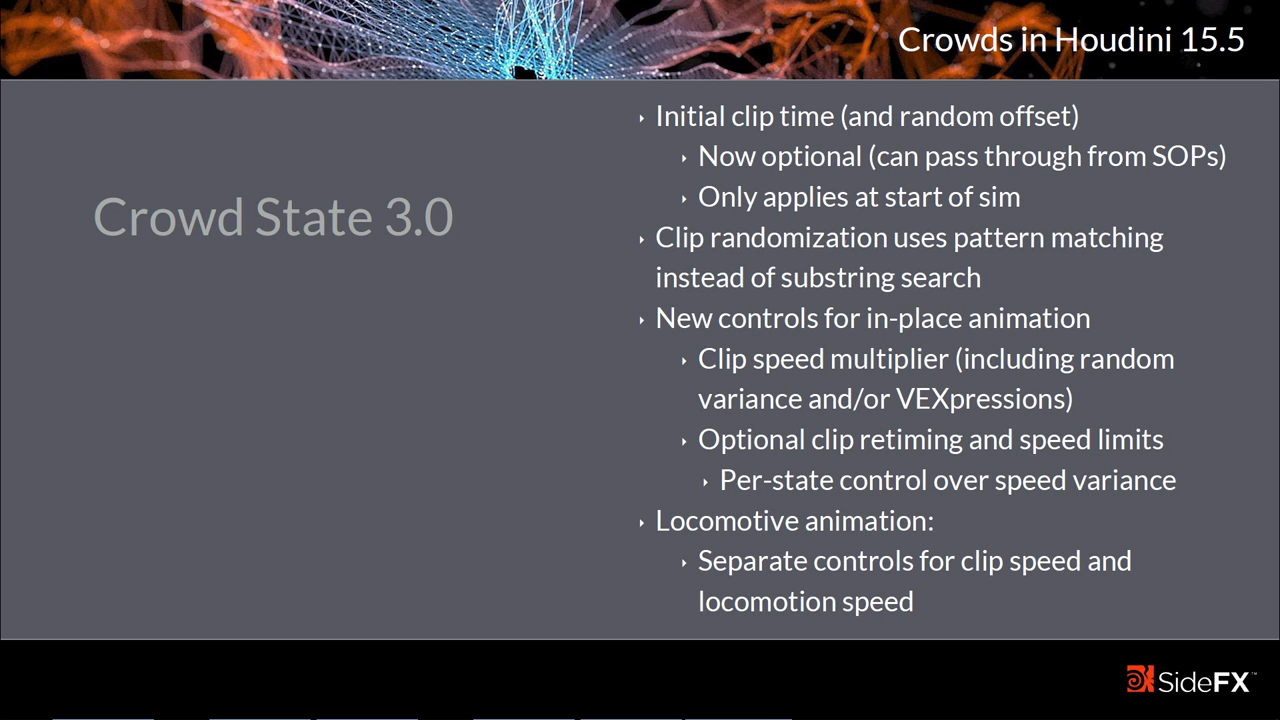 Crowds in Houdini 15.5
Crowd State 3.0
Initial clip time (and random offset)
Now optional (can pass through from SOPs)
Only applies at start of sim
Clip randomization uses pattern matching
instead of substring search
New controls for in-place animation
Clip speed multiplier (including random
variance and/or VEXpressions)
Optional clip retiming and speed limits
Per-state control over speed variance
Locomotive animation:
Separate controls for clip speed and
locomotion speed
SideFX™